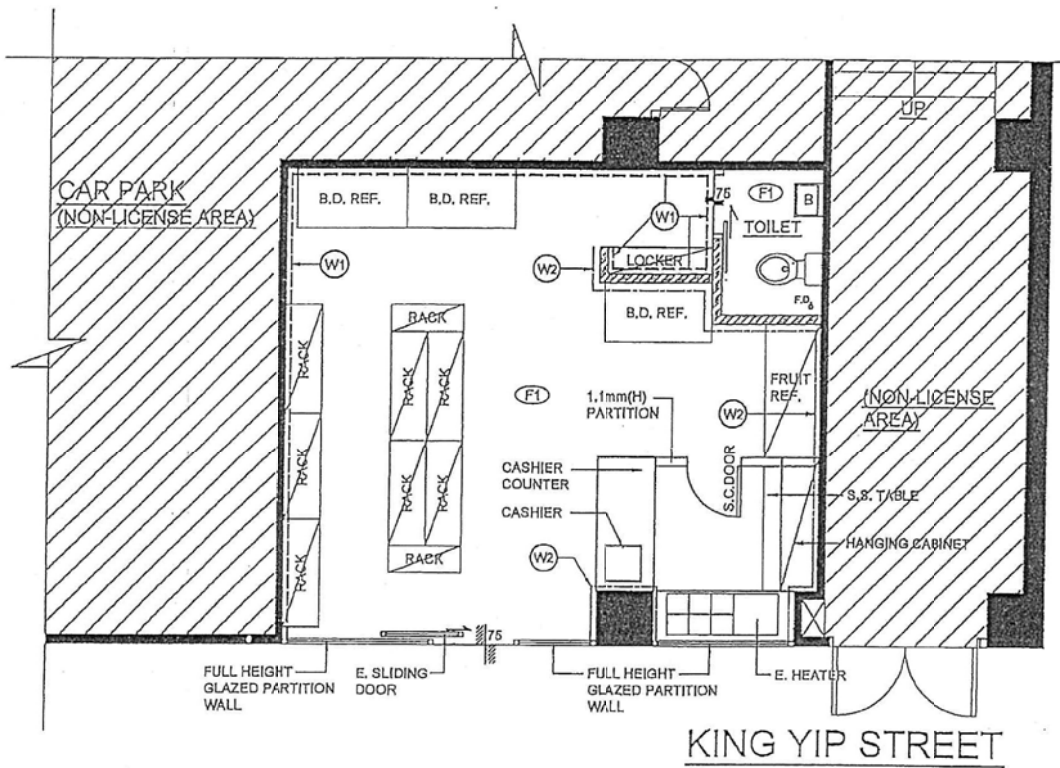 UP
CAR PARK
(NON-LICENSE AREA)
B.D. REF.
B.D. REF.
75
F1
B
W1
TOILET
W1
W2
LOCKER
F.D.
B.D. REF.
RACK
RACK
RACK
RACK
RACK
RACK
RACK
RACK
RACK
F1
1.1mm(H)
PARTITION
FRUIT
REF.
W2
(NON-LICENSE
AREA)
CASHIER
COUNTER
S.C.DOOR
S.S. TABLE
CASHIER
HANGING CABINET
W2
75
FULL HEIGHT
GLAZED PARTITION
WALL
E. SLIDING
DOOR
FULL HEIGHT
GLAZED PARTITION
WALL
E. HEATER
KING YIP STREET